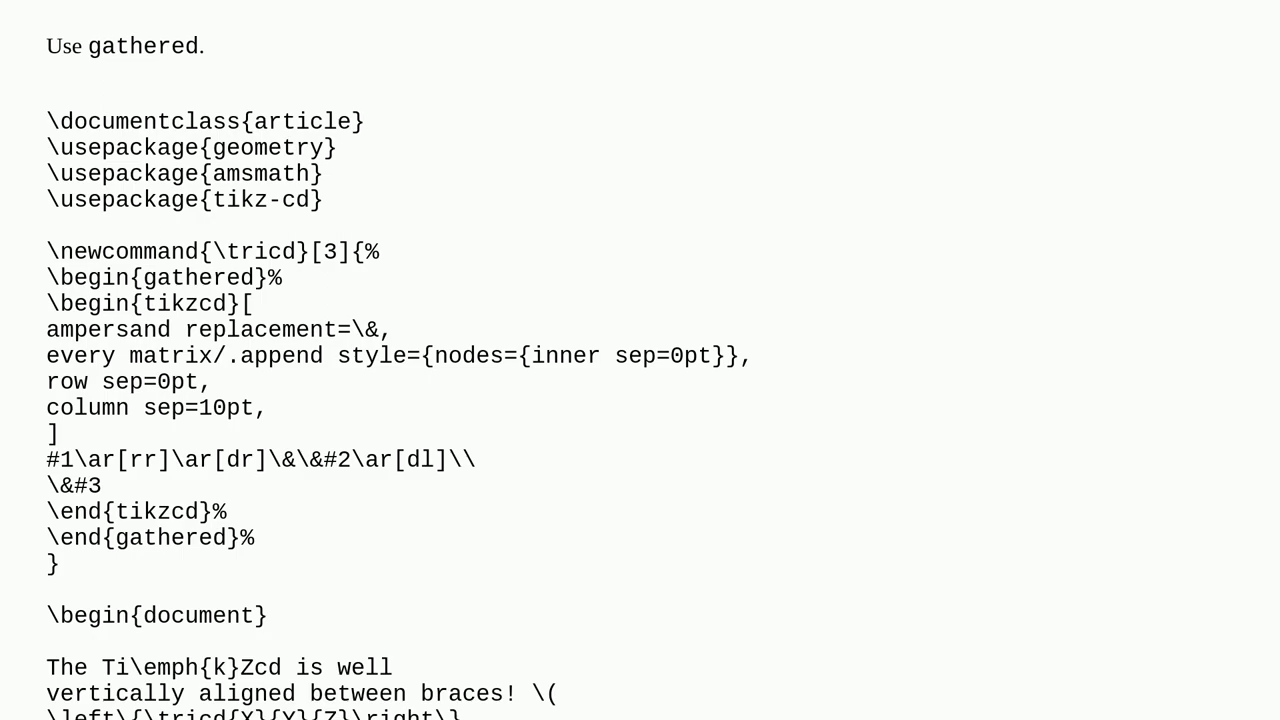 Use gathered.
\documentclass{article}
\usepackage{geometry}
\usepackage{amsmath}
\usepackage{tikz-cd}
\newcommand{\tricd}[3]{%
\begin{gathered}%
\begin{tikzcd}[
ampersand replacement=\&,
every matrix/.append style={nodes={inner sep=0pt}},
row sep=0pt,
column sep=10pt,
]
#1\ar[rr]\ar[dr]\&\&#2\ar[dl]\\
\&#3
\end{tikzcd}%
\end{gathered}%
}
\begin{document}
The Ti\emph{k}Zcd is well
vertically aligned between braces! \(
\left\{\tricd{X}{Y}{Z}\right\}